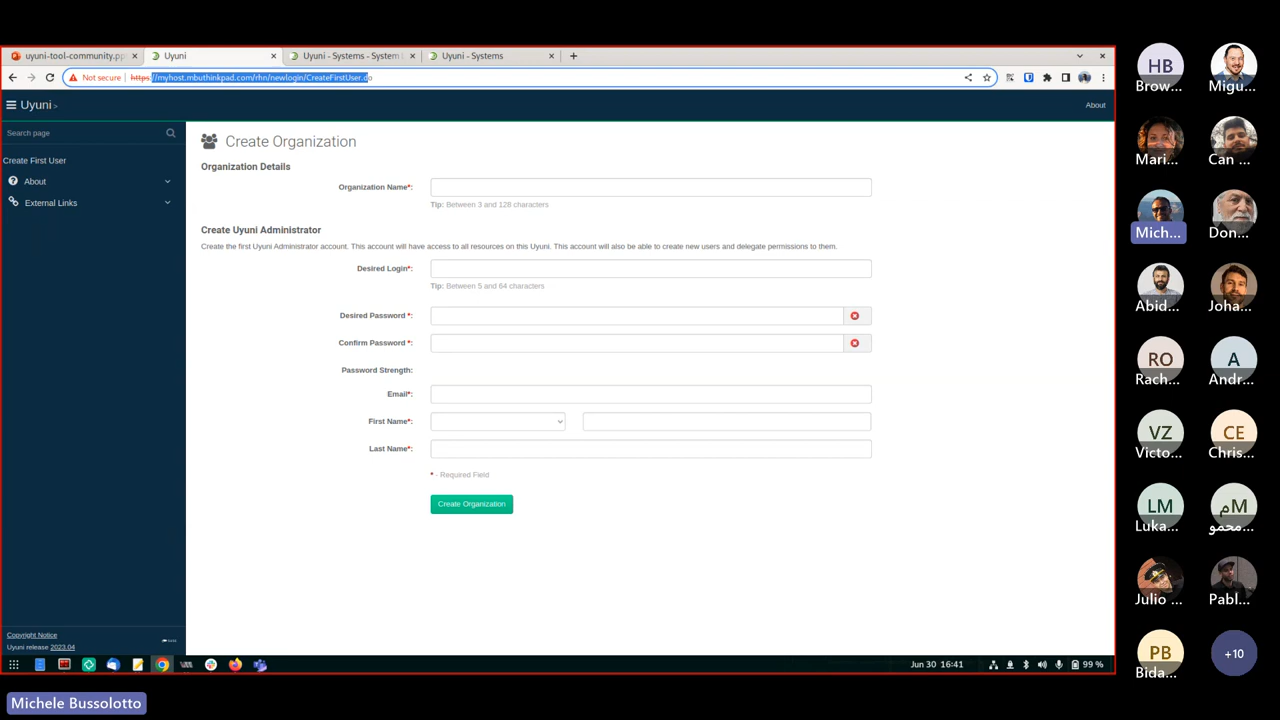 uyuni-tool-community.pp
Uyuni
Uyuni - Systems - System
Uyuni - Systems
Not secure
https://myhost.mbuthinkpad.com/rhn/newlogin/CreateFirstUser.do
Uyuni >
About
Search page
Create First User
About
External Links
Create Organization
Organization Details
Organization Name*:
Tip: Between 3 and 128 characters
Create Uyuni Administrator
Create the first Uyuni Administrator account. This account will have access to all resources on this Uyuni. This account will also be able to create new users and delegate permissions to them.
Desired Login*:
Tip: Between 5 and 64 characters
Desired Password *:
Confirm Password *:
Password Strength:
Email*:
First Name*:
Last Name*:
* - Required Field
Create Organization
Copyright Notice
Uyuni release 2023.04
Jun 30 16:41
99 %
HB
Brow...
Migu...
Mari...
Can ...
Mich...
Don...
Abid...
Joha...
RO
Rach...
A
Andr...
VZ
Victo...
CE
Chris...
LM
Luka...
مM
محمو...
Julio ...
Pabl...
PB
Bida...
+10
Michele Bussolotto